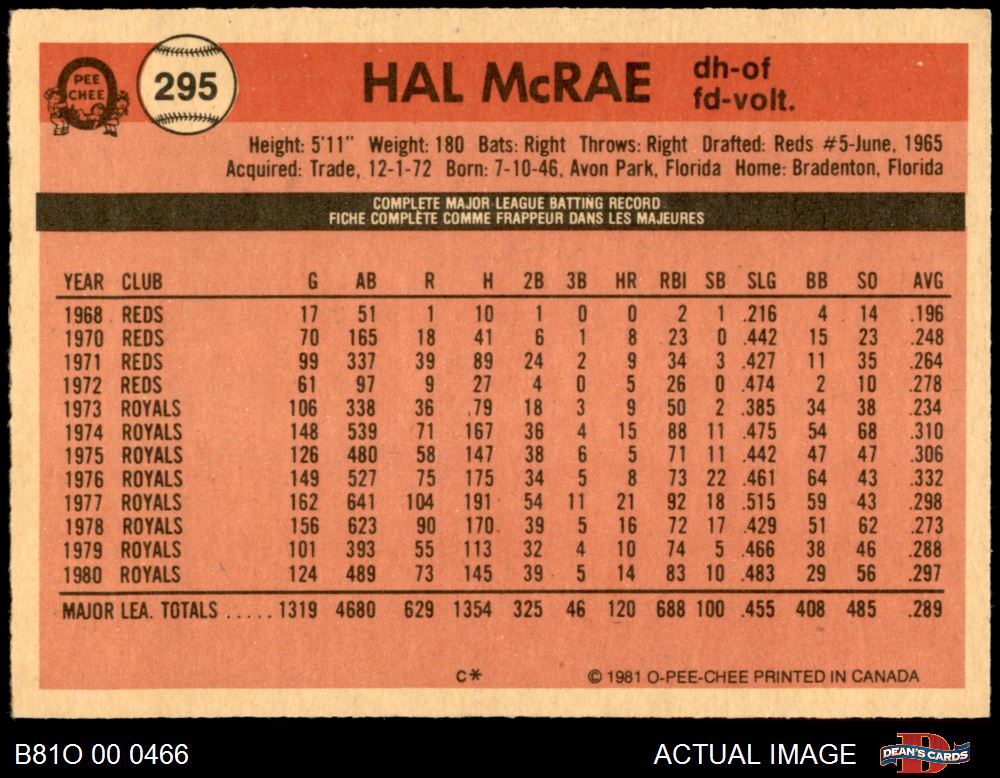 PEE
CHEE
295
HAL McRAE
dh-of
fd-volt.
Height: 5'11" Weight: 180 Bats: Right Throws: Right Drafted: Reds #5-June, 1965
Acquired: Trade, 12-1-72 Born: 7-10-46, Avon Park, Florida Home: Bradenton, Florida
COMPLETE MAJOR LEAGUE BATTING RECORD
FICHE COMPLÈTE COMME FRAPPEUR DANS LES MAJEURES
YEAR CLUB G AB R H 2B 3B HR RBI SB SLG BB SO AVG
1968 REDS 17 51 1 10 1 0 0 2 1 .216 4 14 .196
1970 REDS 70 165 18 41 6 1 8 23 0 .442 15 23 .248
1971 REDS 99 337 39 89 24 2 9 34 3 .427 11 35 .264
1972 REDS 61 97 9 27 4 0 5 26 0 .474 2 10 .278
1973 ROYALS 106 338 36 79 18 3 9 50 2 .385 34 38 .234
1974 ROYALS 148 539 71 167 36 4 15 88 11 .475 54 68 .310
1975 ROYALS 126 480 58 147 38 6 5 71 11 .442 47 47 .306
1976 ROYALS 149 527 75 175 34 5 8 73 22 .461 64 43 .332
1977 ROYALS 162 641 104 191 54 11 21 92 18 .515 59 43 .298
1978 ROYALS 156 623 90 170 39 5 16 72 17 .429 51 62 .273
1979 ROYALS 101 393 55 113 32 4 10 74 5 .466 38 46 .288
1980 ROYALS 124 489 73 145 39 5 14 83 10 .483 29 56 .297
MAJOR LEA. TOTALS ..... 1319 4680 629 1354 325 46 120 688 100 .455 408 485 .289
C* © 1981 O-PEE-CHEE PRINTED IN CANADA
B81O 00 0466
ACTUAL IMAGE
DEAN'S CARDS